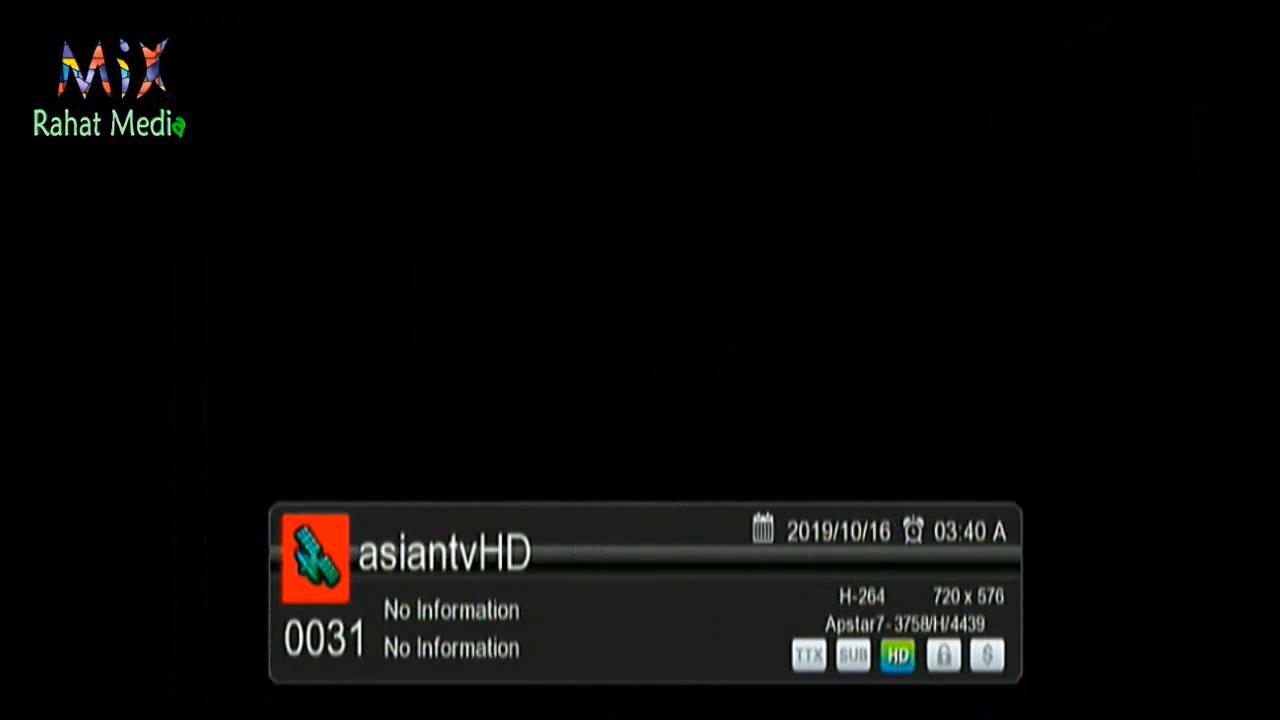 MiX
Rahat Media
asiantvHD
2019/10/16 03:40 A
No Information
H-264 720 x 576
0031
No Information
Apstar7- 3758/H/4439
TTX SUB HD $